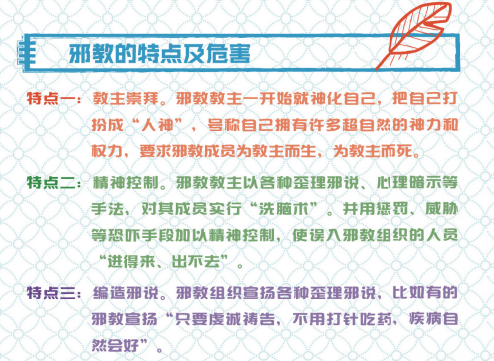 邪教的特点及危害
特点一：教主崇拜。邪教教主一开始就神化自己，把自己打
扮成“人神”，号称自己拥有许多超自然的神力和
权力，要求邪教成员为教主而生，为教主而死。
特点二：精神控制。邪教教主以各种歪理邪说、心理暗示等
手法，对其成员实行“洗脑术”。并用惩罚、威胁
等恐吓手段加以精神控制，使误入邪教组织的人员
“进得来、出不去”。
特点三：编造邪说。邪教组织宣扬各种歪理邪说，比如有的
邪教宣扬“只要虔诚祷告，不用打针吃药，疾病自
然会好”。